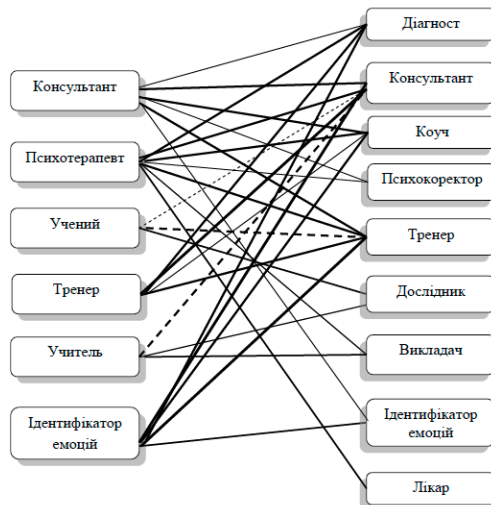 Консультант
Психотерапевт
Учений
Тренер
Учитель
Ідентифікатор
емоцій
Діагност
Консультант
Коуч
Психокоректор
Тренер
Дослідник
Викладач
Ідентифікатор
емоцій
Лікар